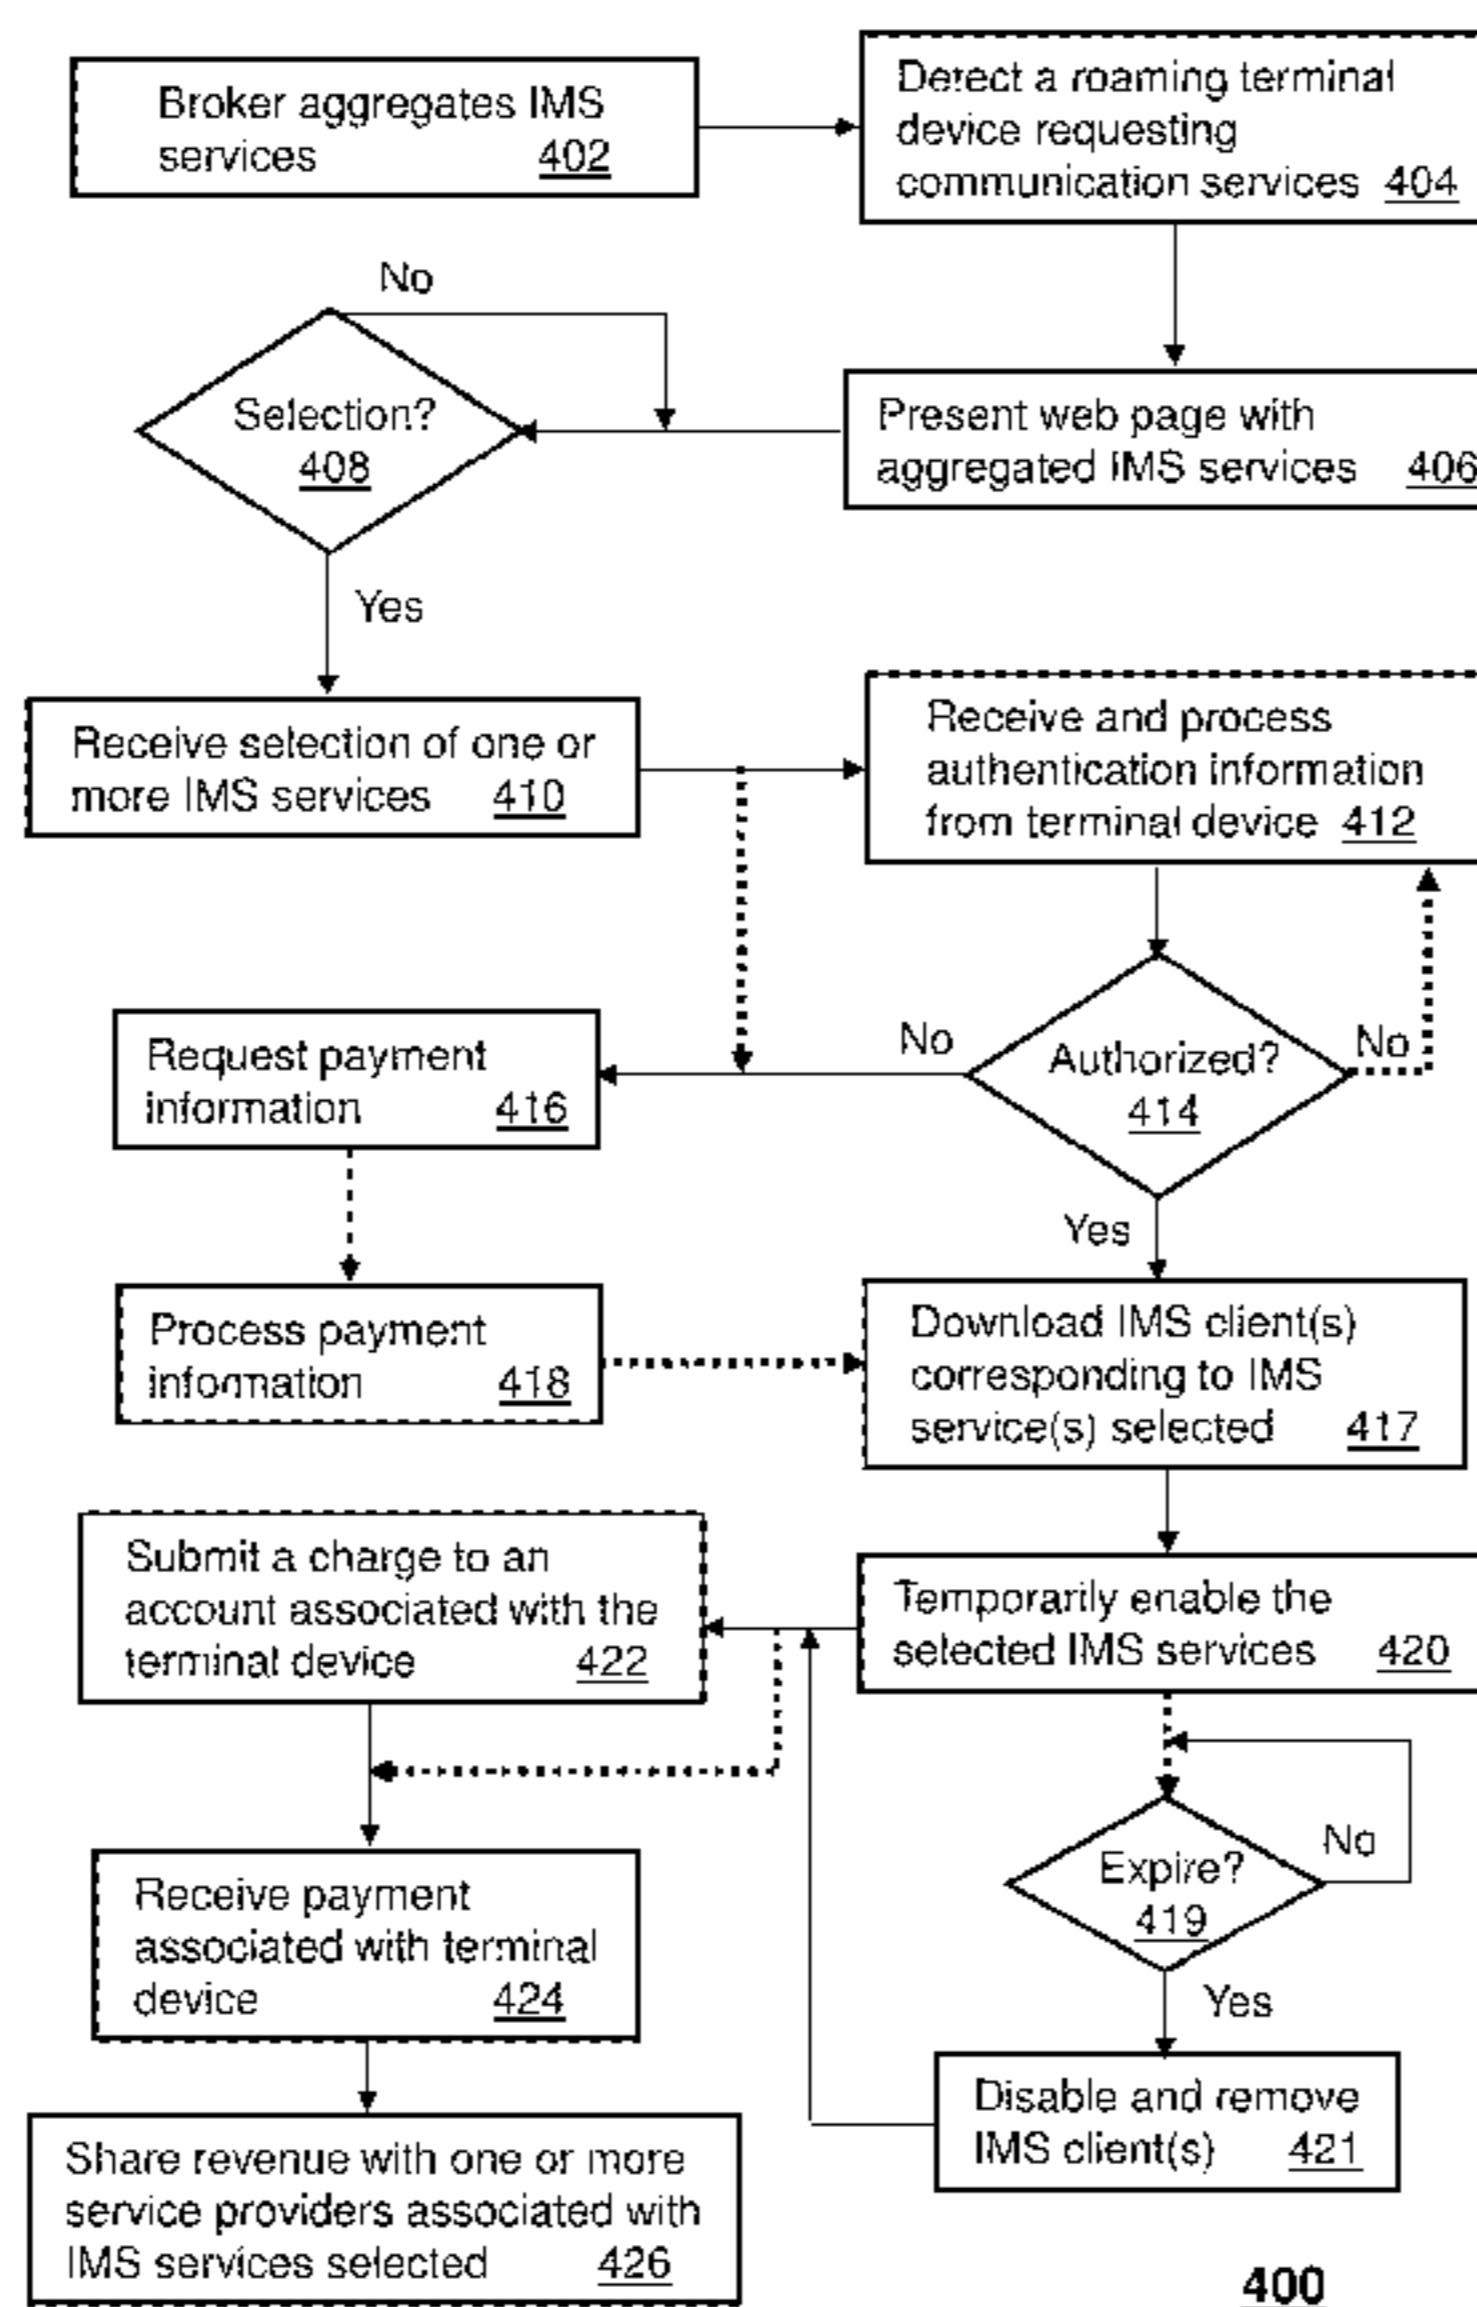 Broker aggregates IMS
services 402
Detect a roaming terminal
device requesting
communication services 404
No
Selection?
408
Present web page with
aggregated IMS services 406
Yes
Receive selection of one or
more IMS services 410
Receive and process
authentication information
from terminal device 412
Request payment
information 416
No
Authorized?
414
No
Yes
Process payment
information 418
Download IMS client(s)
corresponding to IMS
service(s) selected 417
Submit a charge to an
account associated with the
terminal device 422
Temporarily enable the
selected IMS services 420
Expire?
419
No
Yes
Receive payment
associated with terminal
device 424
Disable and remove
IMS client(s) 421
Share revenue with one or more
service providers associated with
IMS services selected 426
400